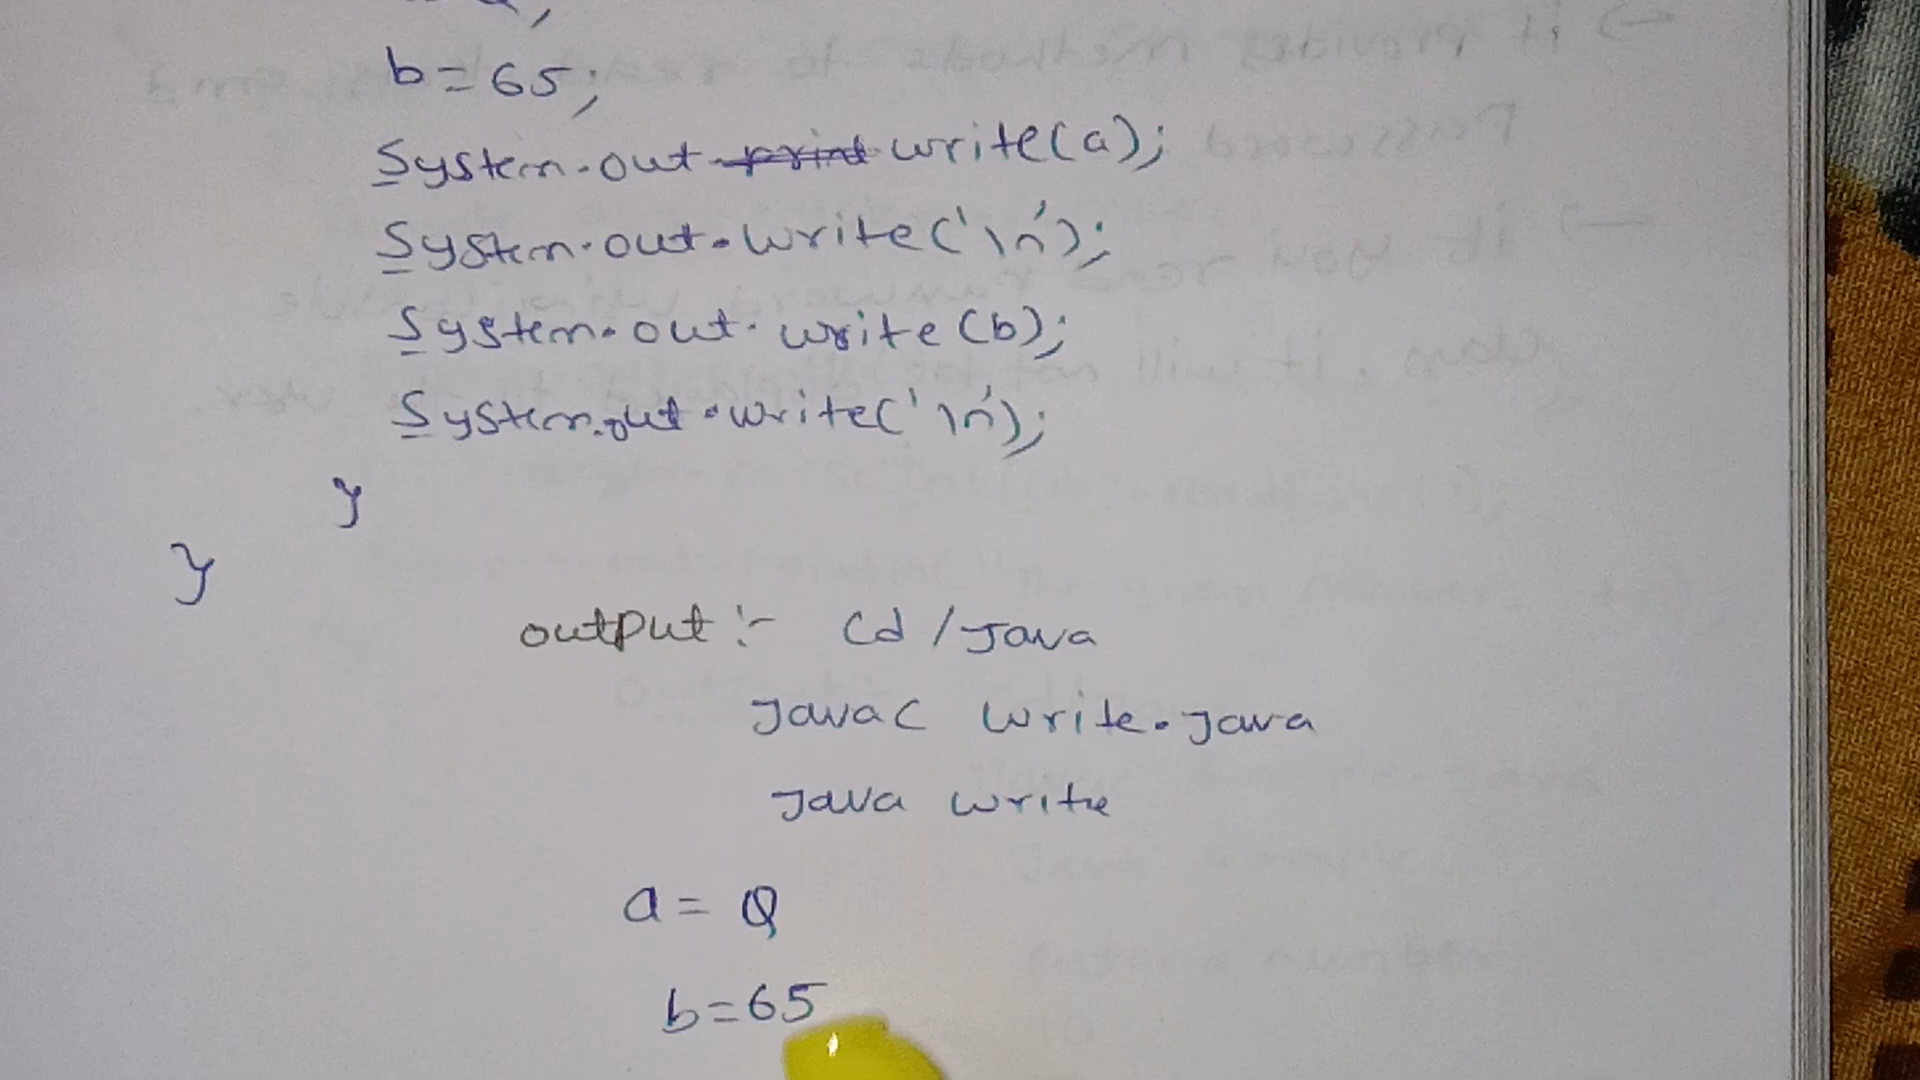 b=65;
System.out.write(a);
System.out.write('\n');
System.out.write(b);
System.out.write('\n');
}
}
output :- Cd /Java
Javac write.java
Java write
a= Q
b=65